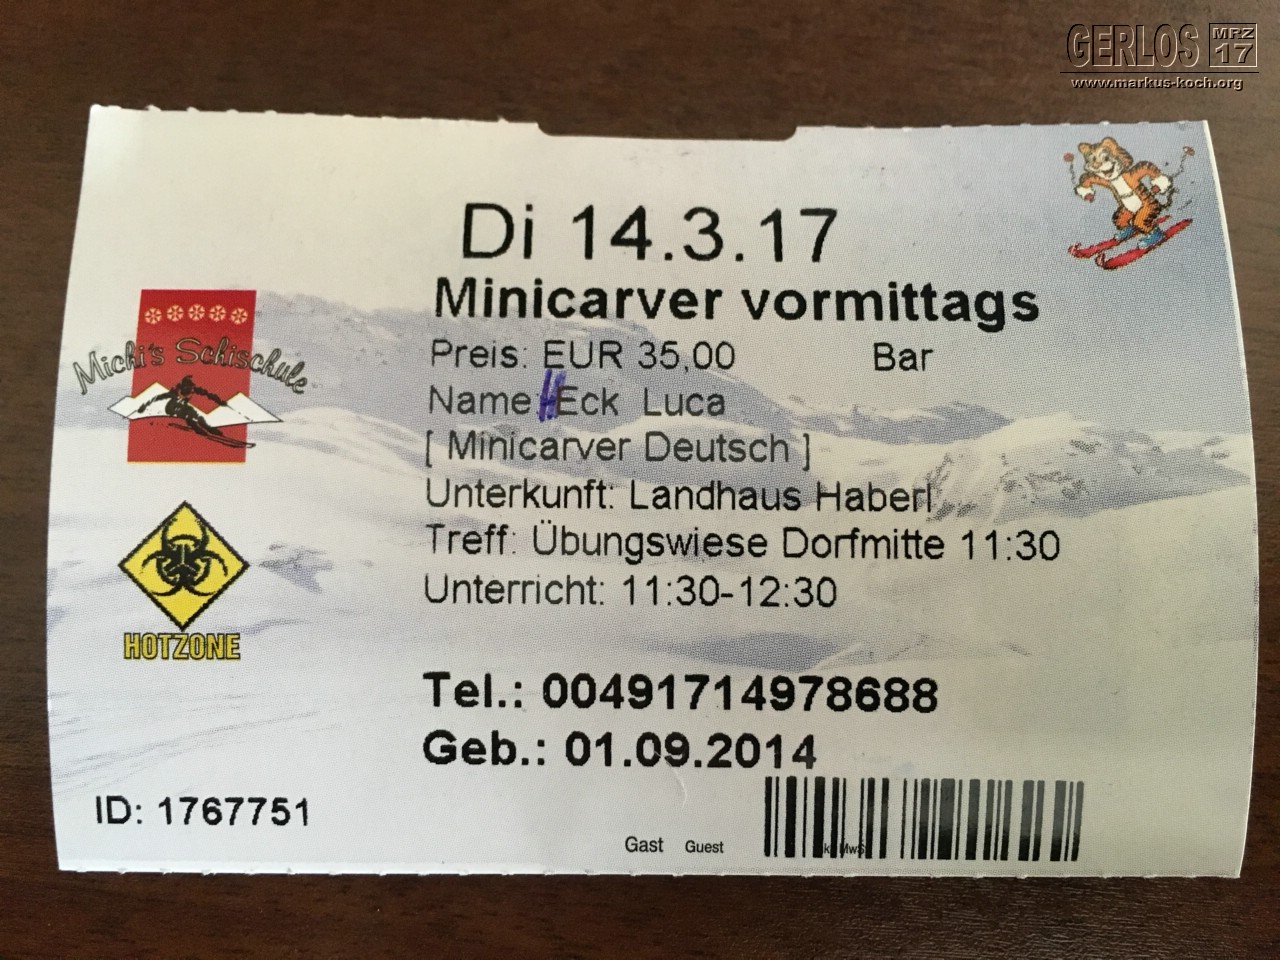 GERLOS MRZ 17
www.markus-koch.org
Di 14.3.17
Minicarver vormittags
Preis: EUR 35,00 Bar
Name HEck Luca
[ Minicarver Deutsch ]
Unterkunft: Landhaus Haberl
Treff: Übungswiese Dorfmitte 11:30
Unterricht: 11:30-12:30
Tel.: 00491714978688
Geb.: 01.09.2014
Michi's Schischule
HOTZONE
ID: 1767751
Gast Guest